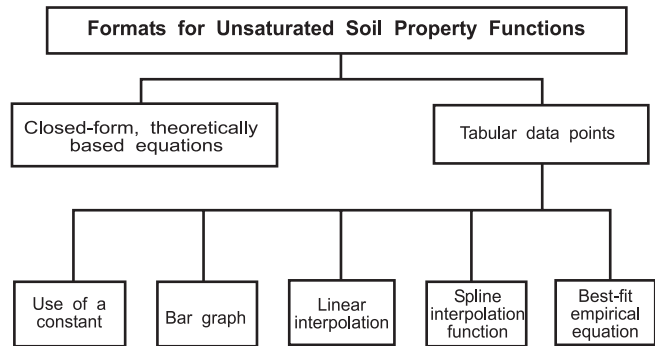 Formats for Unsaturated Soil Property Functions
Closed-form, theoretically
based equations
Tabular data points
Use of a
constant
Bar graph
Linear
interpolation
Spline
interpolation
function
Best-fit
empirical
equation